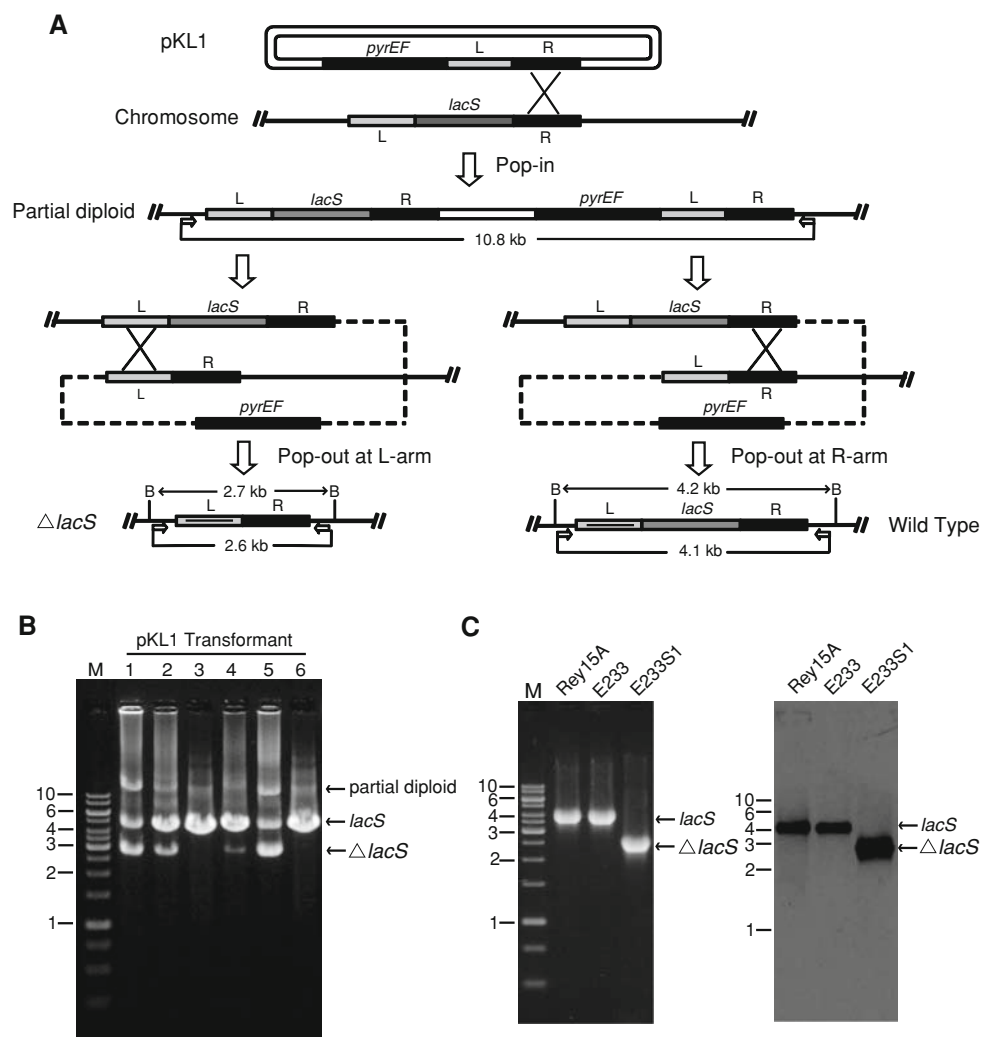 A
pKL1
pyrEF L R
lacS
Chromosome
L R
Pop-in
L lacS R pyrEF L R
Partial diploid
10.8 kb
L lacS R
R
L
pyrEF
L lacS R
L
R
pyrEF
Pop-out at L-arm
Pop-out at R-arm
B 2.7 kb B
L R
△lacS
2.6 kb
B 4.2 kb B
L lacS R
Wild Type
4.1 kb
B
pKL1 Transformant
M 1 2 3 4 5 6
10
6
4
3
2
1
partial diploid
lacS
△lacS
C
M Rey15A E233 E233S1
10
6
4
3
2
1
lacS
△lacS
Rey15A E233 E233S1
10
6
4
3
2
1
lacS
△lacS